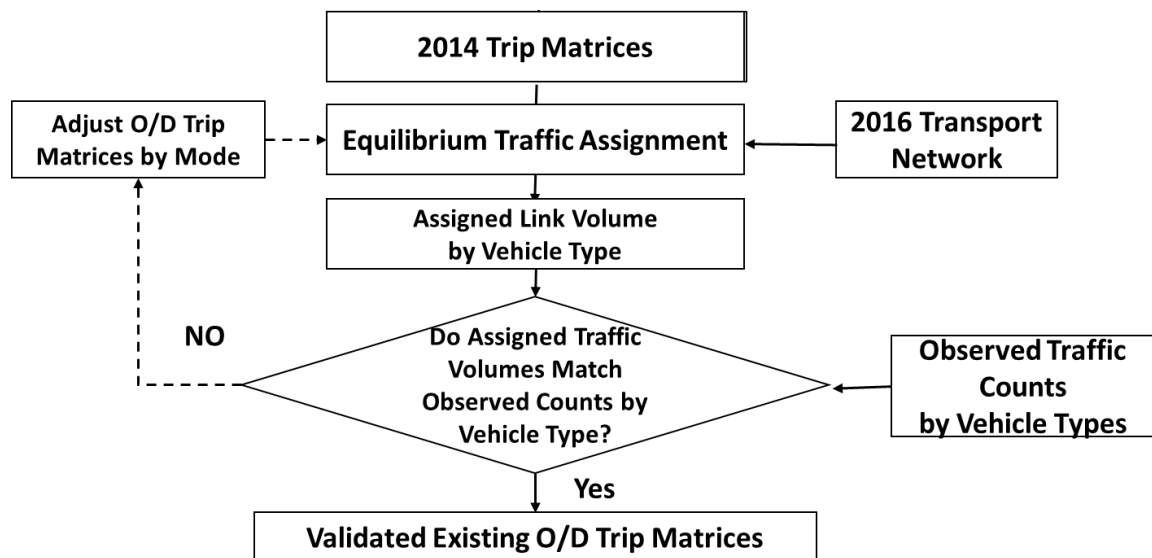 2014 Trip Matrices
Adjust O/D Trip
Matrices by Mode
Equilibrium Traffic Assignment
2016 Transport
Network
Assigned Link Volume
by Vehicle Type
NO
Do Assigned Traffic
Volumes Match
Observed Counts by
Vehicle Type?
Observed Traffic
Counts
by Vehicle Types
Yes
Validated Existing O/D Trip Matrices